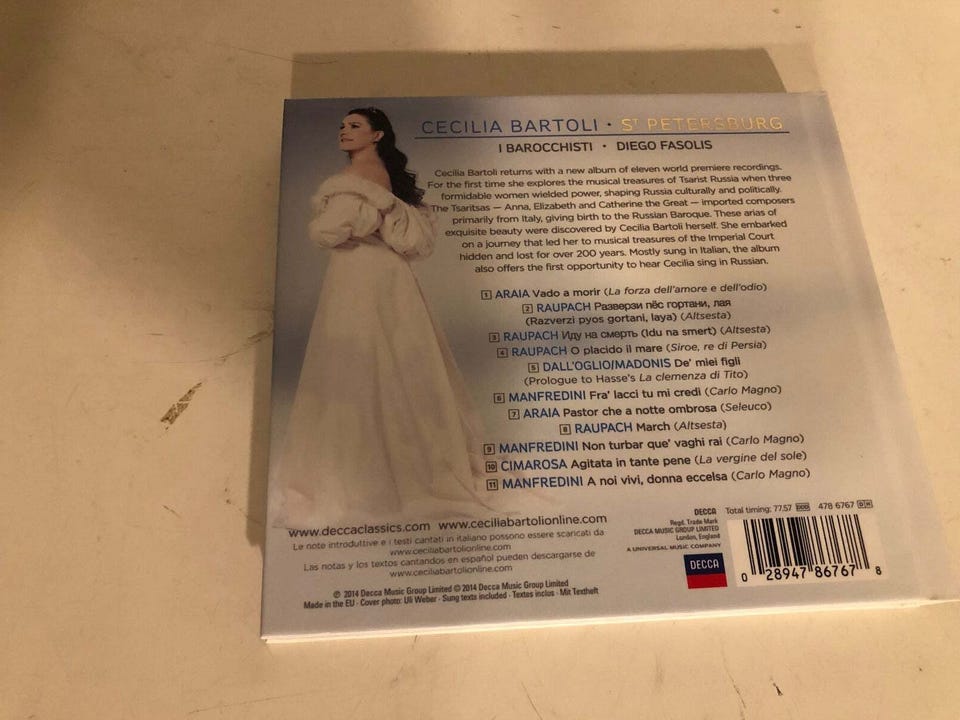 CECILIA BARTOLI · ST PETERSBURG
I BAROCCHISTI · DIEGO FASOLIS
Cecilia Bartoli returns with a new album of eleven world premiere recordings.
For the first time she explores the musical treasures of Tsarist Russia when three
formidable women wielded power, shaping Russia culturally and politically.
The Tsaritsas — Anna, Elizabeth and Catherine the Great — imported composers
primarily from Italy, giving birth to the Russian Baroque. These arias of
exquisite beauty were discovered by Cecilia Bartoli herself. She embarked
on a journey that led her to musical treasures of the Imperial Court
hidden and lost for over 200 years. Mostly sung in Italian, the album
also offers the first opportunity to hear Cecilia sing in Russian.
1 ARAIA Vado a morir (La forza dell'amore e dell'odio)
2 RAUPACH Разверзи пёс гортани, лая
(Razverzi pyos gortani, laya) (Altsesta)
3 RAUPACH Иду на смерть (Idu na smert) (Altsesta)
4 RAUPACH O placido il mare (Siroe, re di Persia)
5 DALL'OGLIO/MADONIS De' miei figli
(Prologue to Hasse's La clemenza di Tito)
6 MANFREDINI Fra' lacci tu mi credi (Carlo Magno)
7 ARAIA Pastor che a notte ombrosa (Seleuco)
8 RAUPACH March (Altsesta)
9 MANFREDINI Non turbar que' vaghi rai (Carlo Magno)
10 CIMAROSA Agitata in tante pene (La vergine del sole)
11 MANFREDINI A noi vivi, donna eccelsa (Carlo Magno)
www.deccaclassics.com www.ceciliabartolionline.com
Le note introduttive e i testi cantati in italiano possono essere scaricati da
www.ceciliabartolionline.com
Las notas y los textos cantandos en español pueden descargarse de
www.ceciliabartolionline.com
℗ 2014 Decca Music Group Limited © 2014 Decca Music Group Limited
Made in the EU · Cover photo: Uli Weber · Sung texts included · Textes inclus · Mit Textheft
DECCA
Regd. Trade Mark
DECCA MUSIC GROUP LIMITED
London, England
A UNIVERSAL MUSIC COMPANY
DECCA
Total timing: 77.57 DDD 478 6767
0 28947 86767 8